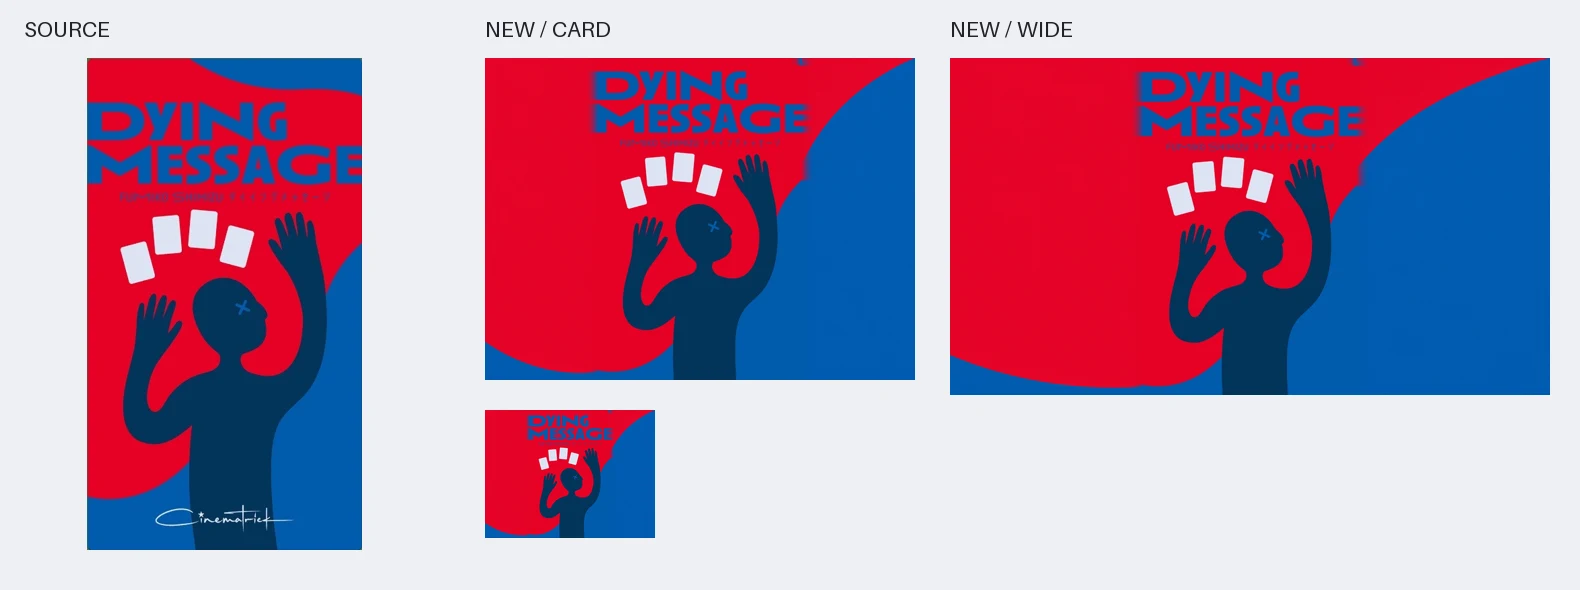 SOURCE
DYING
MESSAGE
Cinematrick
NEW / CARD
DYING
MESSAGE
DYING
MESSAGE
NEW / WIDE
DYING
MESSAGE